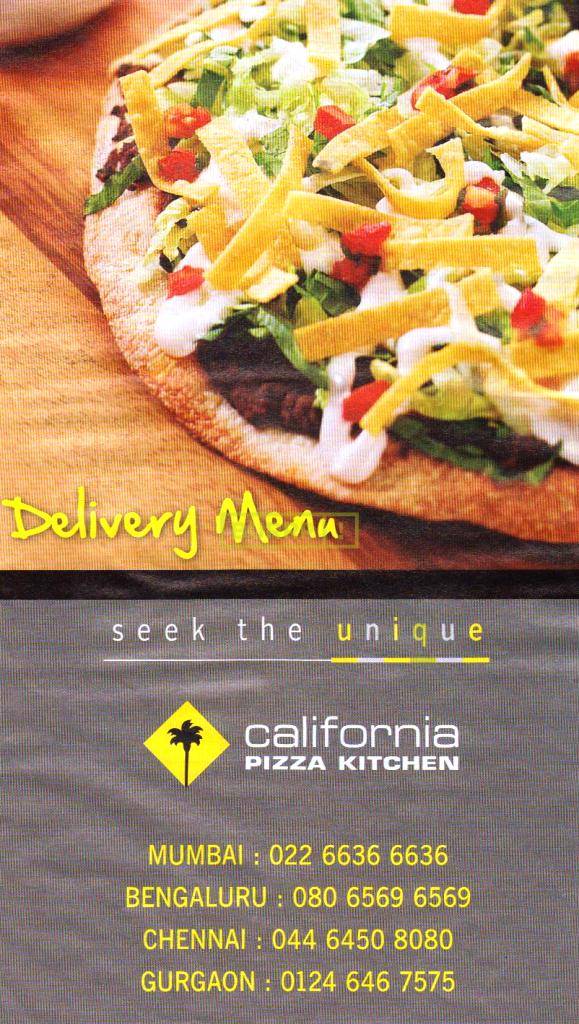 Delivery Menu
seek the unique
california
PIZZA KITCHEN
MUMBAI : 022 6636 6636
BENGALURU : 080 6569 6569
CHENNAI : 044 6450 8080
GURGAON : 0124 646 7575